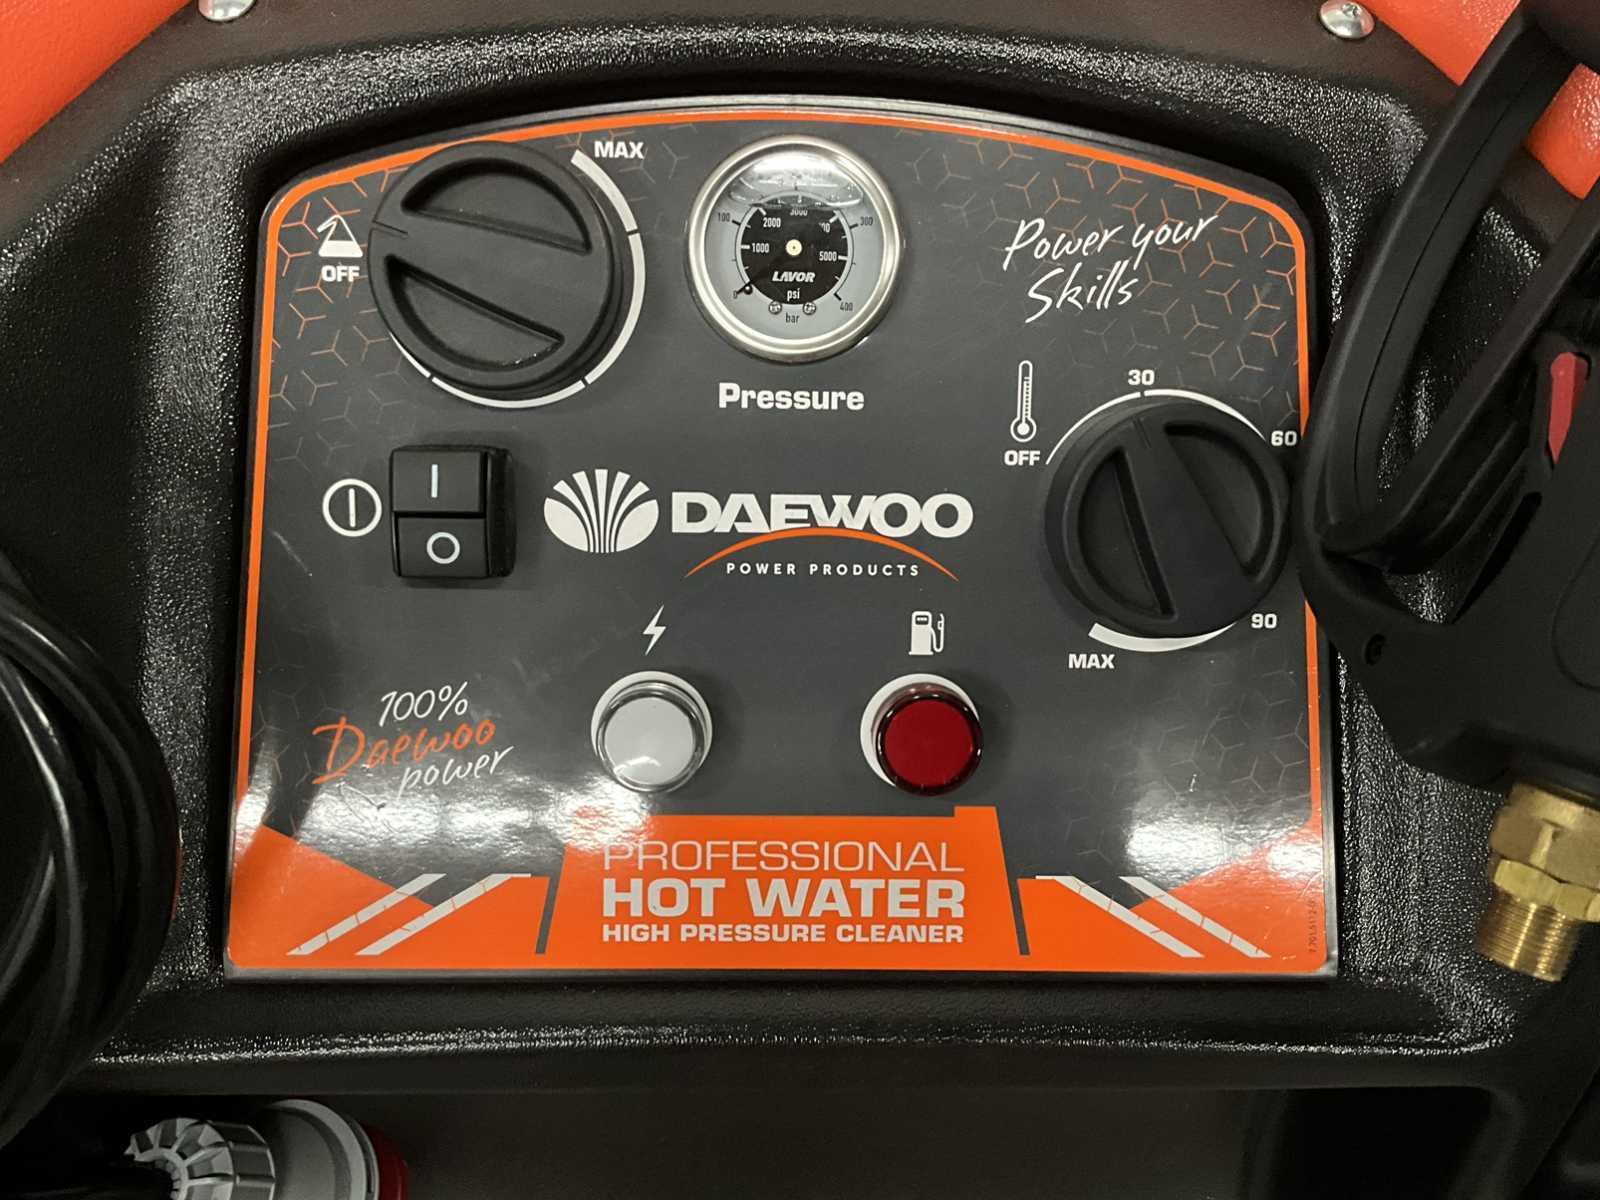 MAX
OFF
100
2000
3000
300
1000
5000
LAVOR
0
psi
400
bar
Pressure
Power your
Skills
30
60
OFF
90
MAX
I
O
DAEWOO
POWER PRODUCTS
100%
Daewoo
power
PROFESSIONAL
HOT WATER
HIGH PRESSURE CLEANER